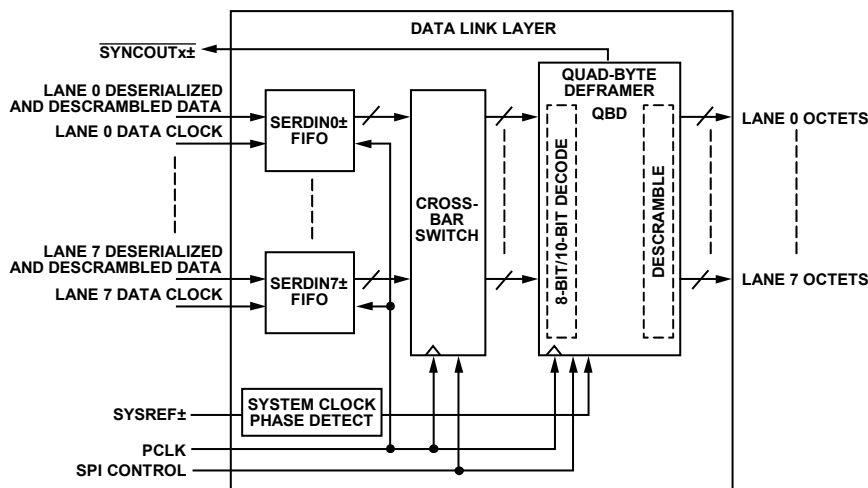 DATA LINK LAYER
SYNCOUTx±
LANE 0 DESERIALIZED
AND DESCRAMBLED DATA
LANE 0 DATA CLOCK
SERDIN0±
FIFO
LANE 7 DESERIALIZED
AND DESCRAMBLED DATA
LANE 7 DATA CLOCK
SERDIN7±
FIFO
CROSS-
BAR
SWITCH
QUAD-BYTE
DEFRAMER
QBD
8-BIT/10-BIT DECODE
DESCRAMBLE
LANE 0 OCTETS
LANE 7 OCTETS
SYSREF±
SYSTEM CLOCK
PHASE DETECT
PCLK
SPI CONTROL